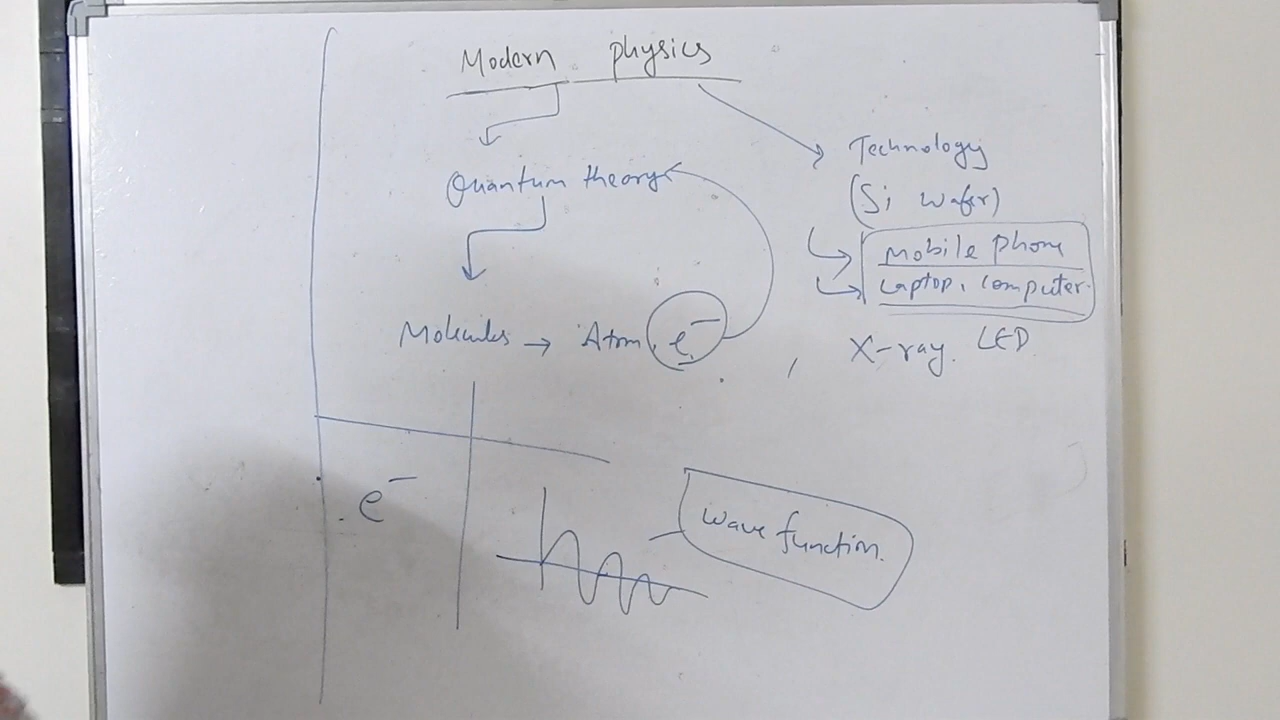 Modern physics
Quantum theory
Technology
(Si wafer)
Mobile phone
Laptop, computer.
Molecules → Atom, e⁻
X-ray. LED
e⁻
wave function.